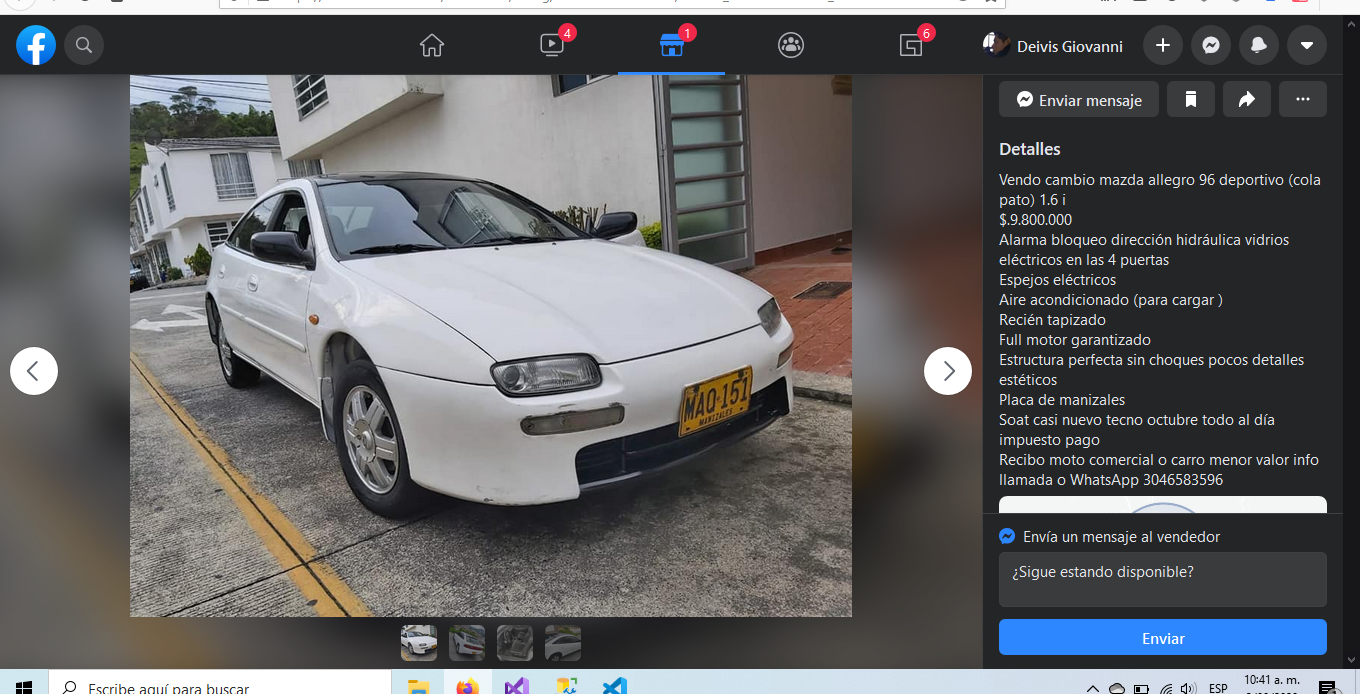 4
1
6
Deivis Giovanni
Enviar mensaje
Detalles
Vendo cambio mazda allegro 96 deportivo (cola
pato) 1.6 i
$.9.800.000
Alarma bloqueo dirección hidráulica vidrios
eléctricos en las 4 puertas
Espejos eléctricos
Aire acondicionado (para cargar )
Recién tapizado
Full motor garantizado
Estructura perfecta sin choques pocos detalles
estéticos
Placa de manizales
Soat casi nuevo tecno octubre todo al día
impuesto pago
Recibo moto comercial o carro menor valor info
llamada o WhatsApp 3046583596
MAQ·151
MANIZALES
Envía un mensaje al vendedor
¿Sigue estando disponible?
Enviar
Escribe aquí para buscar
ESP
10:41 a. m.